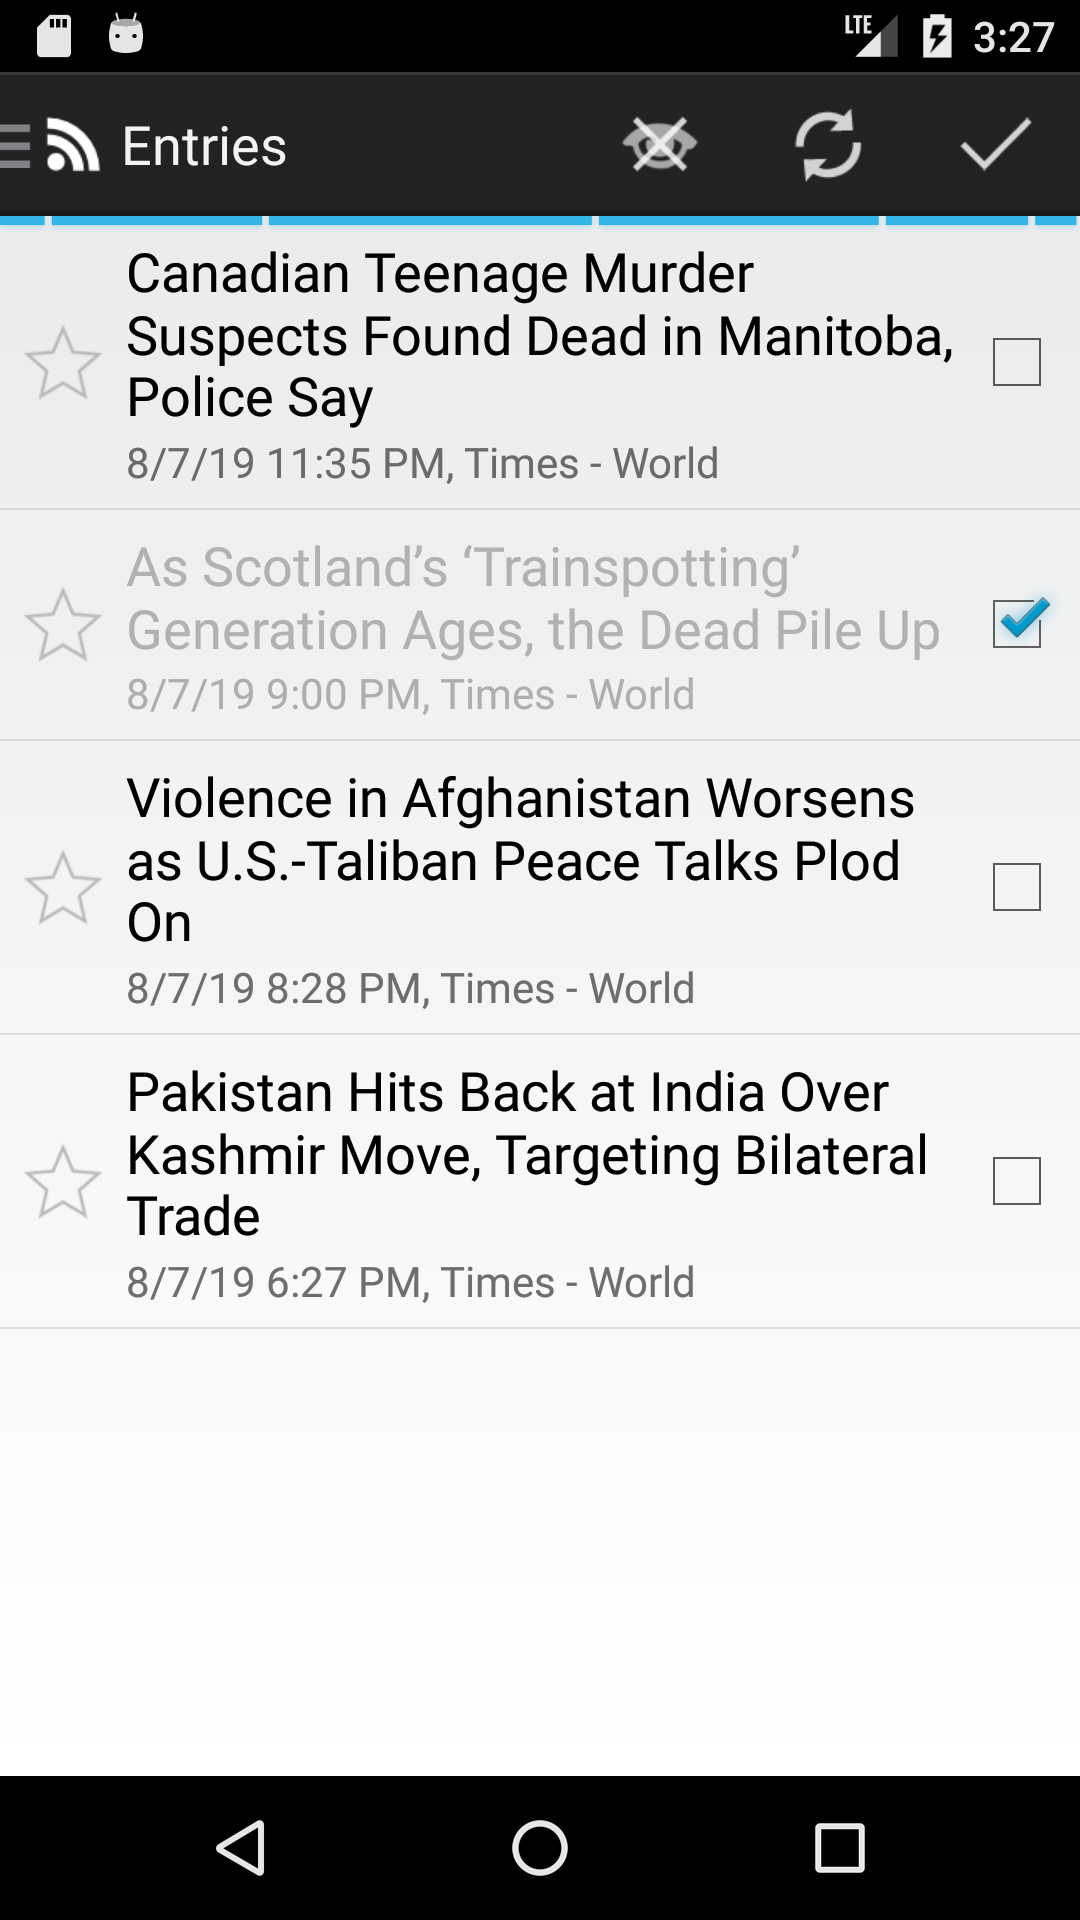 LTE 3:27
Entries
Canadian Teenage Murder
Suspects Found Dead in Manitoba,
Police Say
8/7/19 11:35 PM, Times - World
As Scotland’s ‘Trainspotting’
Generation Ages, the Dead Pile Up
8/7/19 9:00 PM, Times - World
Violence in Afghanistan Worsens
as U.S.-Taliban Peace Talks Plod
On
8/7/19 8:28 PM, Times - World
Pakistan Hits Back at India Over
Kashmir Move, Targeting Bilateral
Trade
8/7/19 6:27 PM, Times - World